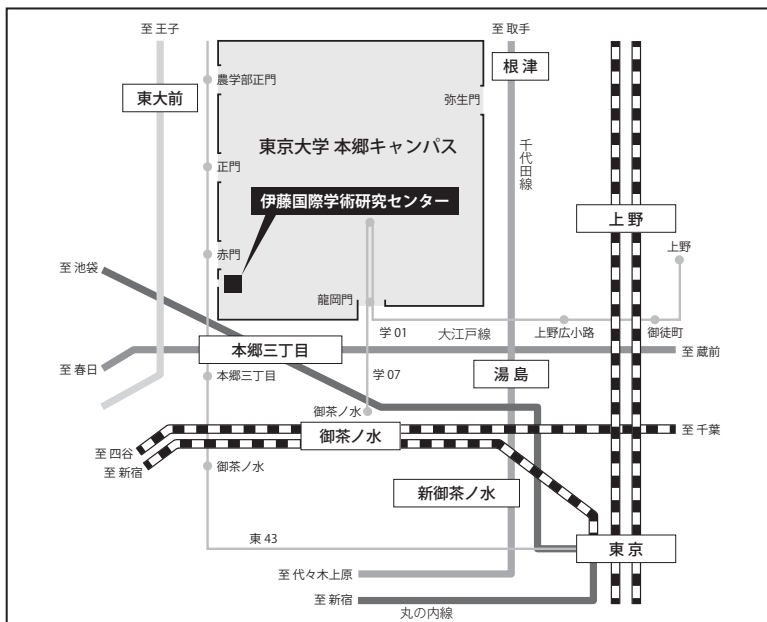 至 王子
至 取手
根 津
農学部正門
東大前
弥生門
東京大学 本郷キャンパス
千代田線
正門
伊藤国際学術研究センター
上 野
上野
赤門
至 池袋
龍岡門
学 01
大江戸線
上野広小路
御徒町
本郷三丁目
至 蔵前
至 春日
本郷三丁目
学 07
湯 島
御茶ノ水
御茶ノ水
至 千葉
至 四谷
至 新宿
御茶ノ水
新御茶ノ水
東 43
東 京
至 代々木上原
至 新宿
丸の内線